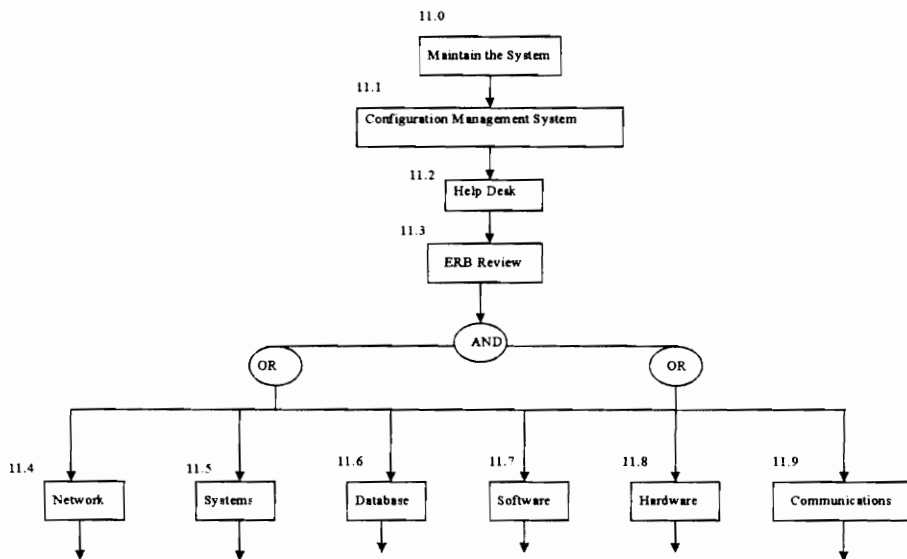 11.0
Maintain the System
11.1
Configuration Management System
11.2
Help Desk
11.3
ERB Review
AND
OR
OR
11.4
Network
11.5
Systems
11.6
Database
11.7
Software
11.8
Hardware
11.9
Communications